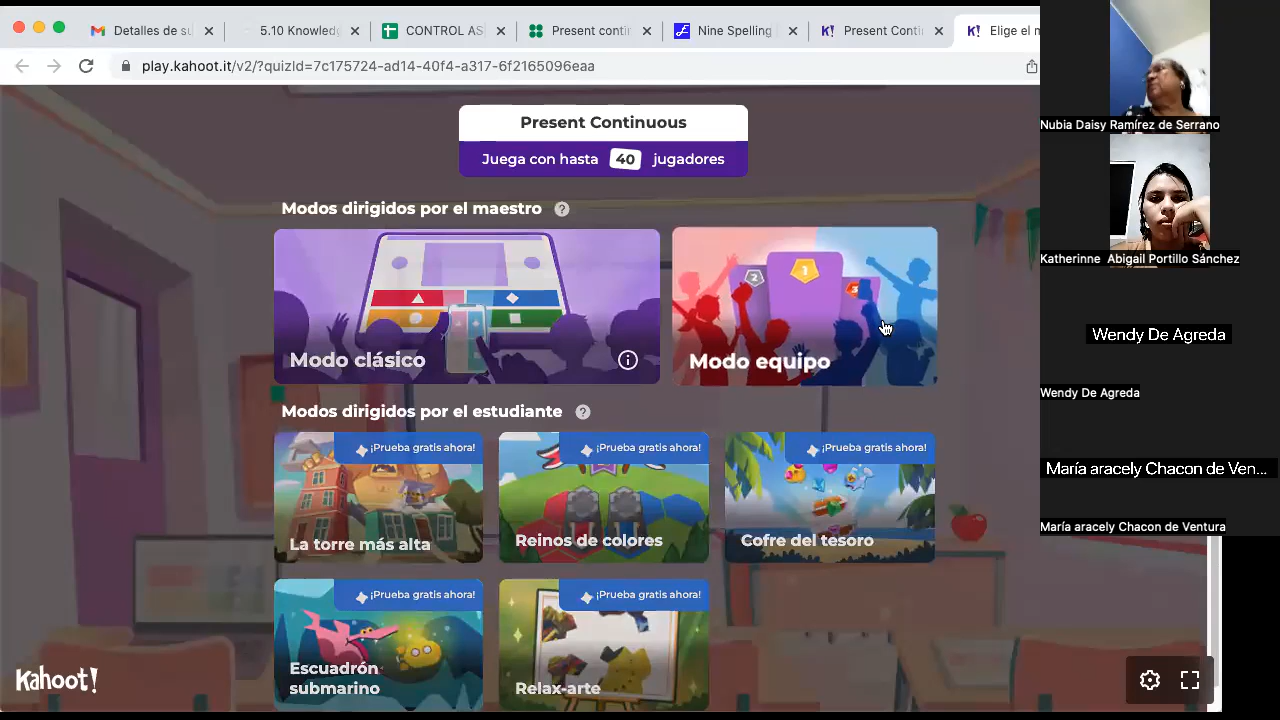 Detalles de su
5.10 Knowledg
CONTROL AS
Present contin
Nine Spelling
K! Present Conti
K! Elige el m
play.kahoot.it/v2/?quizId=7c175724-ad14-40f4-a317-6f2165096eaa
Present Continuous
Juega con hasta 40 jugadores
Modos dirigidos por el maestro ?
Modo clásico
2 1 3
Modo equipo
Modos dirigidos por el estudiante ?
¡Prueba gratis ahora!
La torre más alta
¡Prueba gratis ahora!
Reinos de colores
¡Prueba gratis ahora!
Cofre del tesoro
¡Prueba gratis ahora!
Escuadrón
submarino
¡Prueba gratis ahora!
Relax-arte
Kahoot!
Nubia Daisy Ramírez de Serrano
Katherinne Abigail Portillo Sánchez
Wendy De Agreda
Wendy De Agreda
María aracely Chacon de Ven...
María aracely Chacon de Ventura